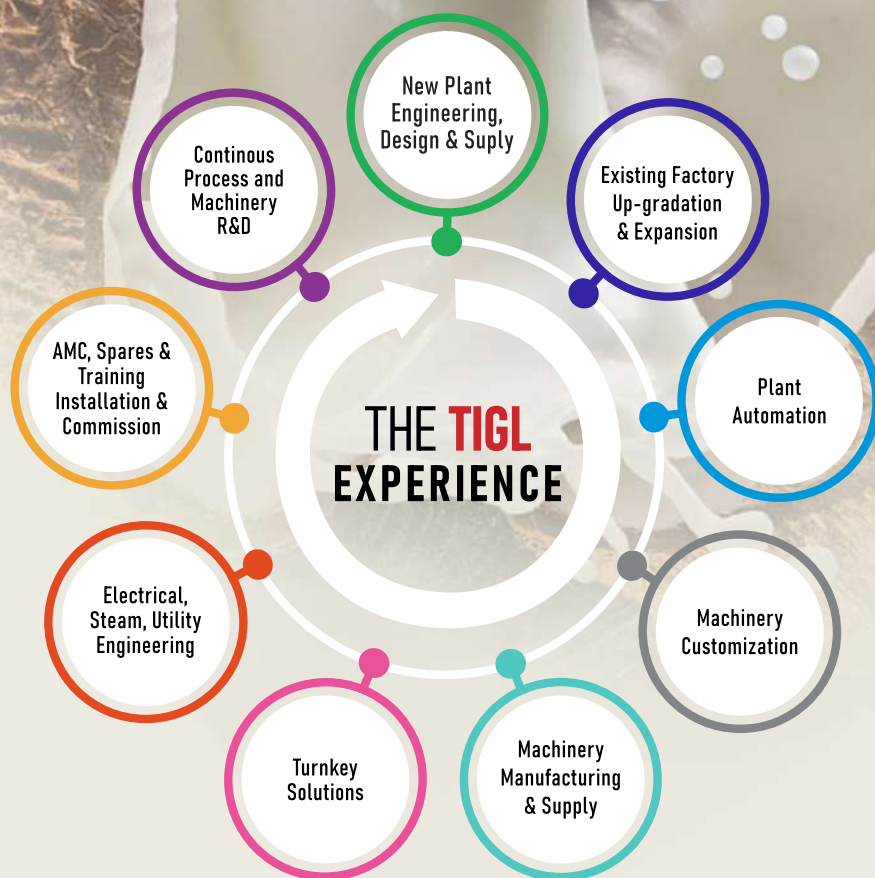 New Plant
Engineering,
Design & Suply
Existing Factory
Up-gradation
& Expansion
Plant
Automation
Machinery
Customization
Machinery
Manufacturing
& Supply
Turnkey
Solutions
Electrical,
Steam, Utility
Engineering
AMC, Spares &
Training
Installation &
Commission
Continous
Process and
Machinery
R&D
THE TIGL
EXPERIENCE